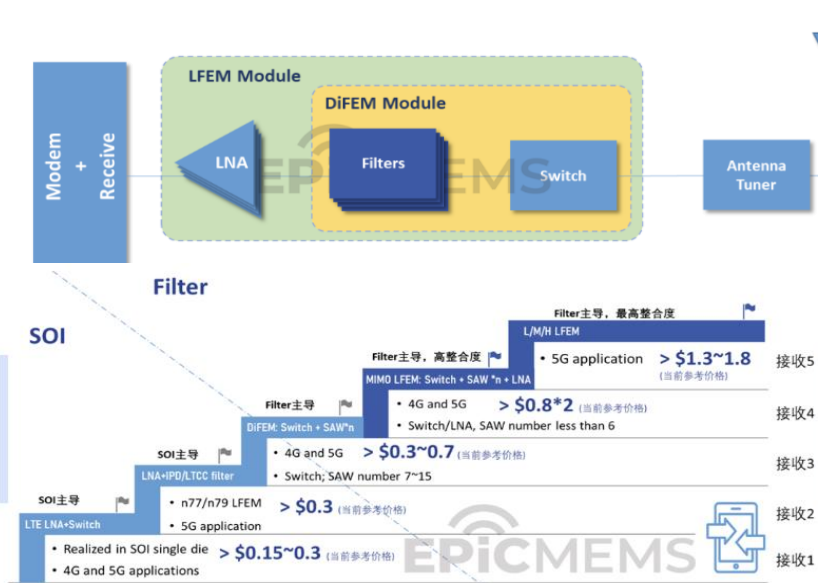 LFEM Module
DiFEM Module
Modem
+
Receive
LNA
Filters
Switch
Antenna
Tuner
EPiCMEMS
Filter
SOI
Filter主导，最高整合度
L/M/H LFEM
• 5G application > $1.3~1.8
(当前参考价格)
接收5
Filter主导，高整合度
MIMO LFEM: Switch + SAW *n + LNA
• 4G and 5G > $0.8*2 (当前参考价格)
• Switch/LNA, SAW number less than 6
接收4
Filter主导
DiFEM: Switch + SAW*n
• 4G and 5G > $0.3~0.7 (当前参考价格)
• Switch; SAW number 7~15
接收3
SOI主导
LNA+IPD/LTCC filter
• n77/n79 LFEM > $0.3 (当前参考价格)
• 5G application
接收2
SOI主导
LTE LNA+Switch
• Realized in SOI single die > $0.15~0.3 (当前参考价格)
• 4G and 5G applications
接收1
EPiCMEMS